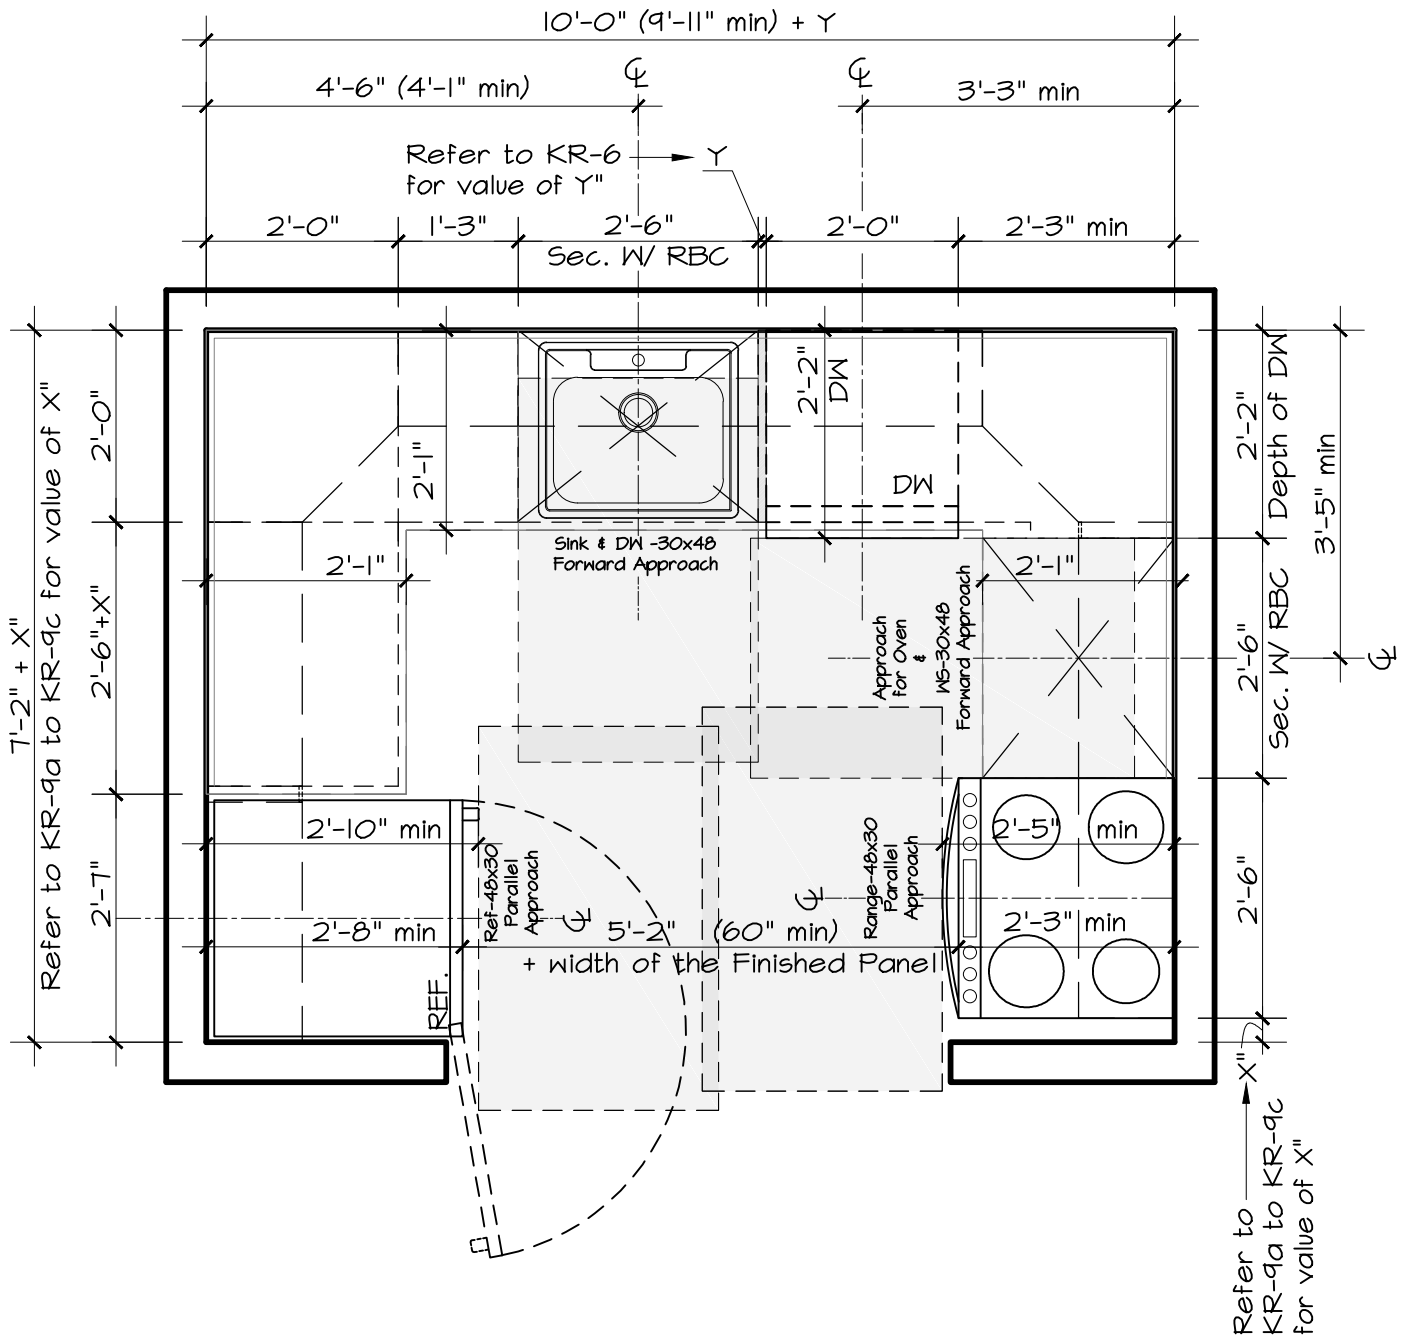 10'-0" (9'-11" min) + Y
4'-6" (4'-1" min)
CL
CL
3'-3" min
Refer to KR-6
for value of Y"
Y
2'-0"
1'-3"
2'-6"
Sec. W/ RBC
2'-0"
2'-3" min
7'-2" + X"
Refer to KR-9a to KR-9c for value of X"
2'-0"
2'-6"+X"
2'-7"
2'-1"
2'-1"
2'-2"
DW
DW
Sink & DW -30x48
Forward Approach
2'-1"
Approach
for Oven
&
WS-30x48
Forward Approach
2'-2"
Depth of DW
3'-5" min
2'-6"
Sec. W/ RBC
CL
2'-10" min
Ref-48x30
Parallel
Approach
CL
2'-8" min
REF.
5'-2" (60" min)
+ width of the Finished Panel
CL
Range-48x30
Parallel
Approach
2'-5" min
2'-3" min
2'-6"
X"
Refer to
KR-9a to KR-9c
for value of X"